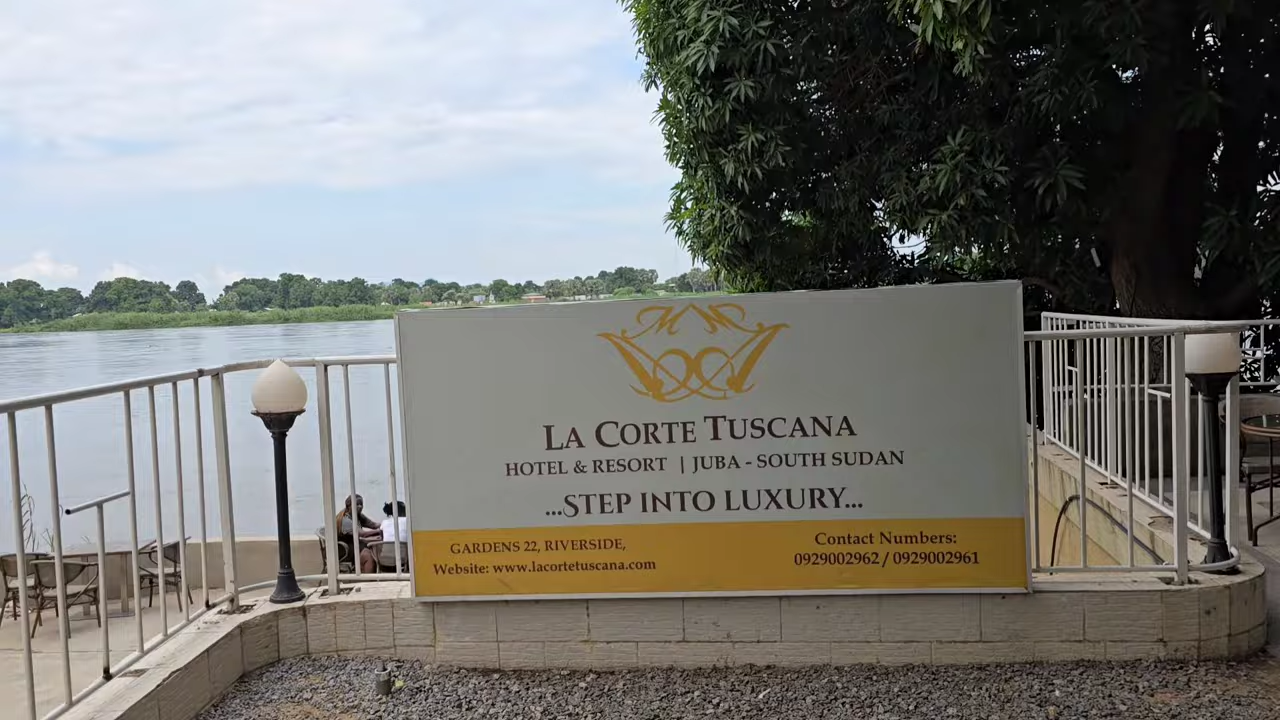 La Corte Tuscana
Hotel & Resort | Juba - South Sudan
...Step into Luxury...
GARDENS 22, RIVERSIDE,
Website: www.lacortetuscana.com
Contact Numbers:
0929002962 / 0929002961